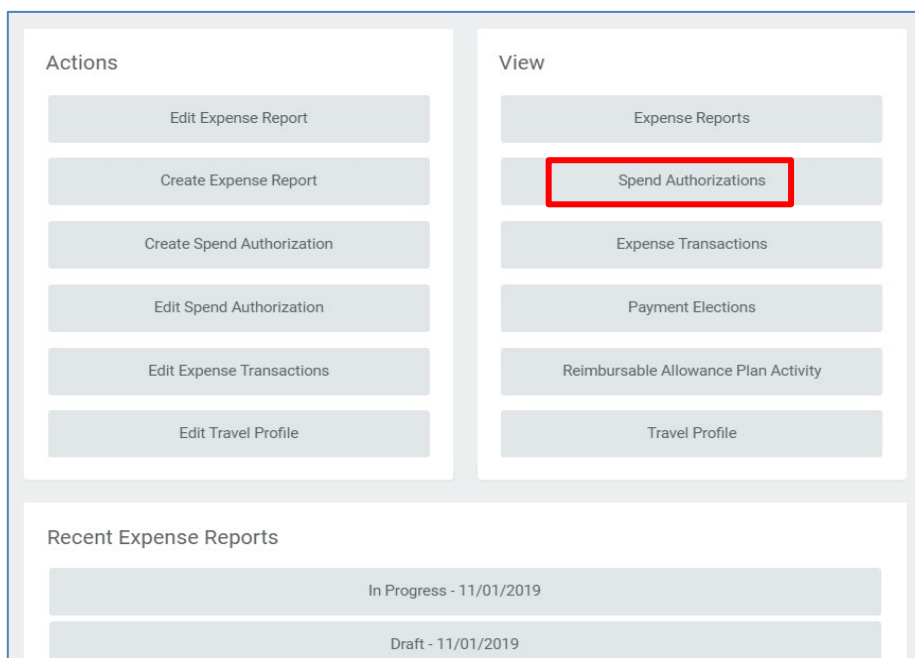 Actions
Edit Expense Report
Create Expense Report
Create Spend Authorization
Edit Spend Authorization
Edit Expense Transactions
Edit Travel Profile
View
Expense Reports
Spend Authorizations
Expense Transactions
Payment Elections
Reimbursable Allowance Plan Activity
Travel Profile
Recent Expense Reports
In Progress - 11/01/2019
Draft - 11/01/2019